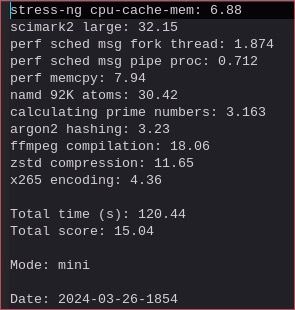 stress-ng cpu-cache-mem: 6.88
scimark2 large: 32.15
perf sched msg fork thread: 1.874
perf sched msg pipe proc: 0.712
perf memcpy: 7.94
namd 92K atoms: 30.42
calculating prime numbers: 3.163
argon2 hashing: 3.23
ffmpeg compilation: 18.06
zstd compression: 11.65
x265 encoding: 4.36

Total time (s): 120.44
Total score: 15.04

Mode: mini

Date: 2024-03-26-1854